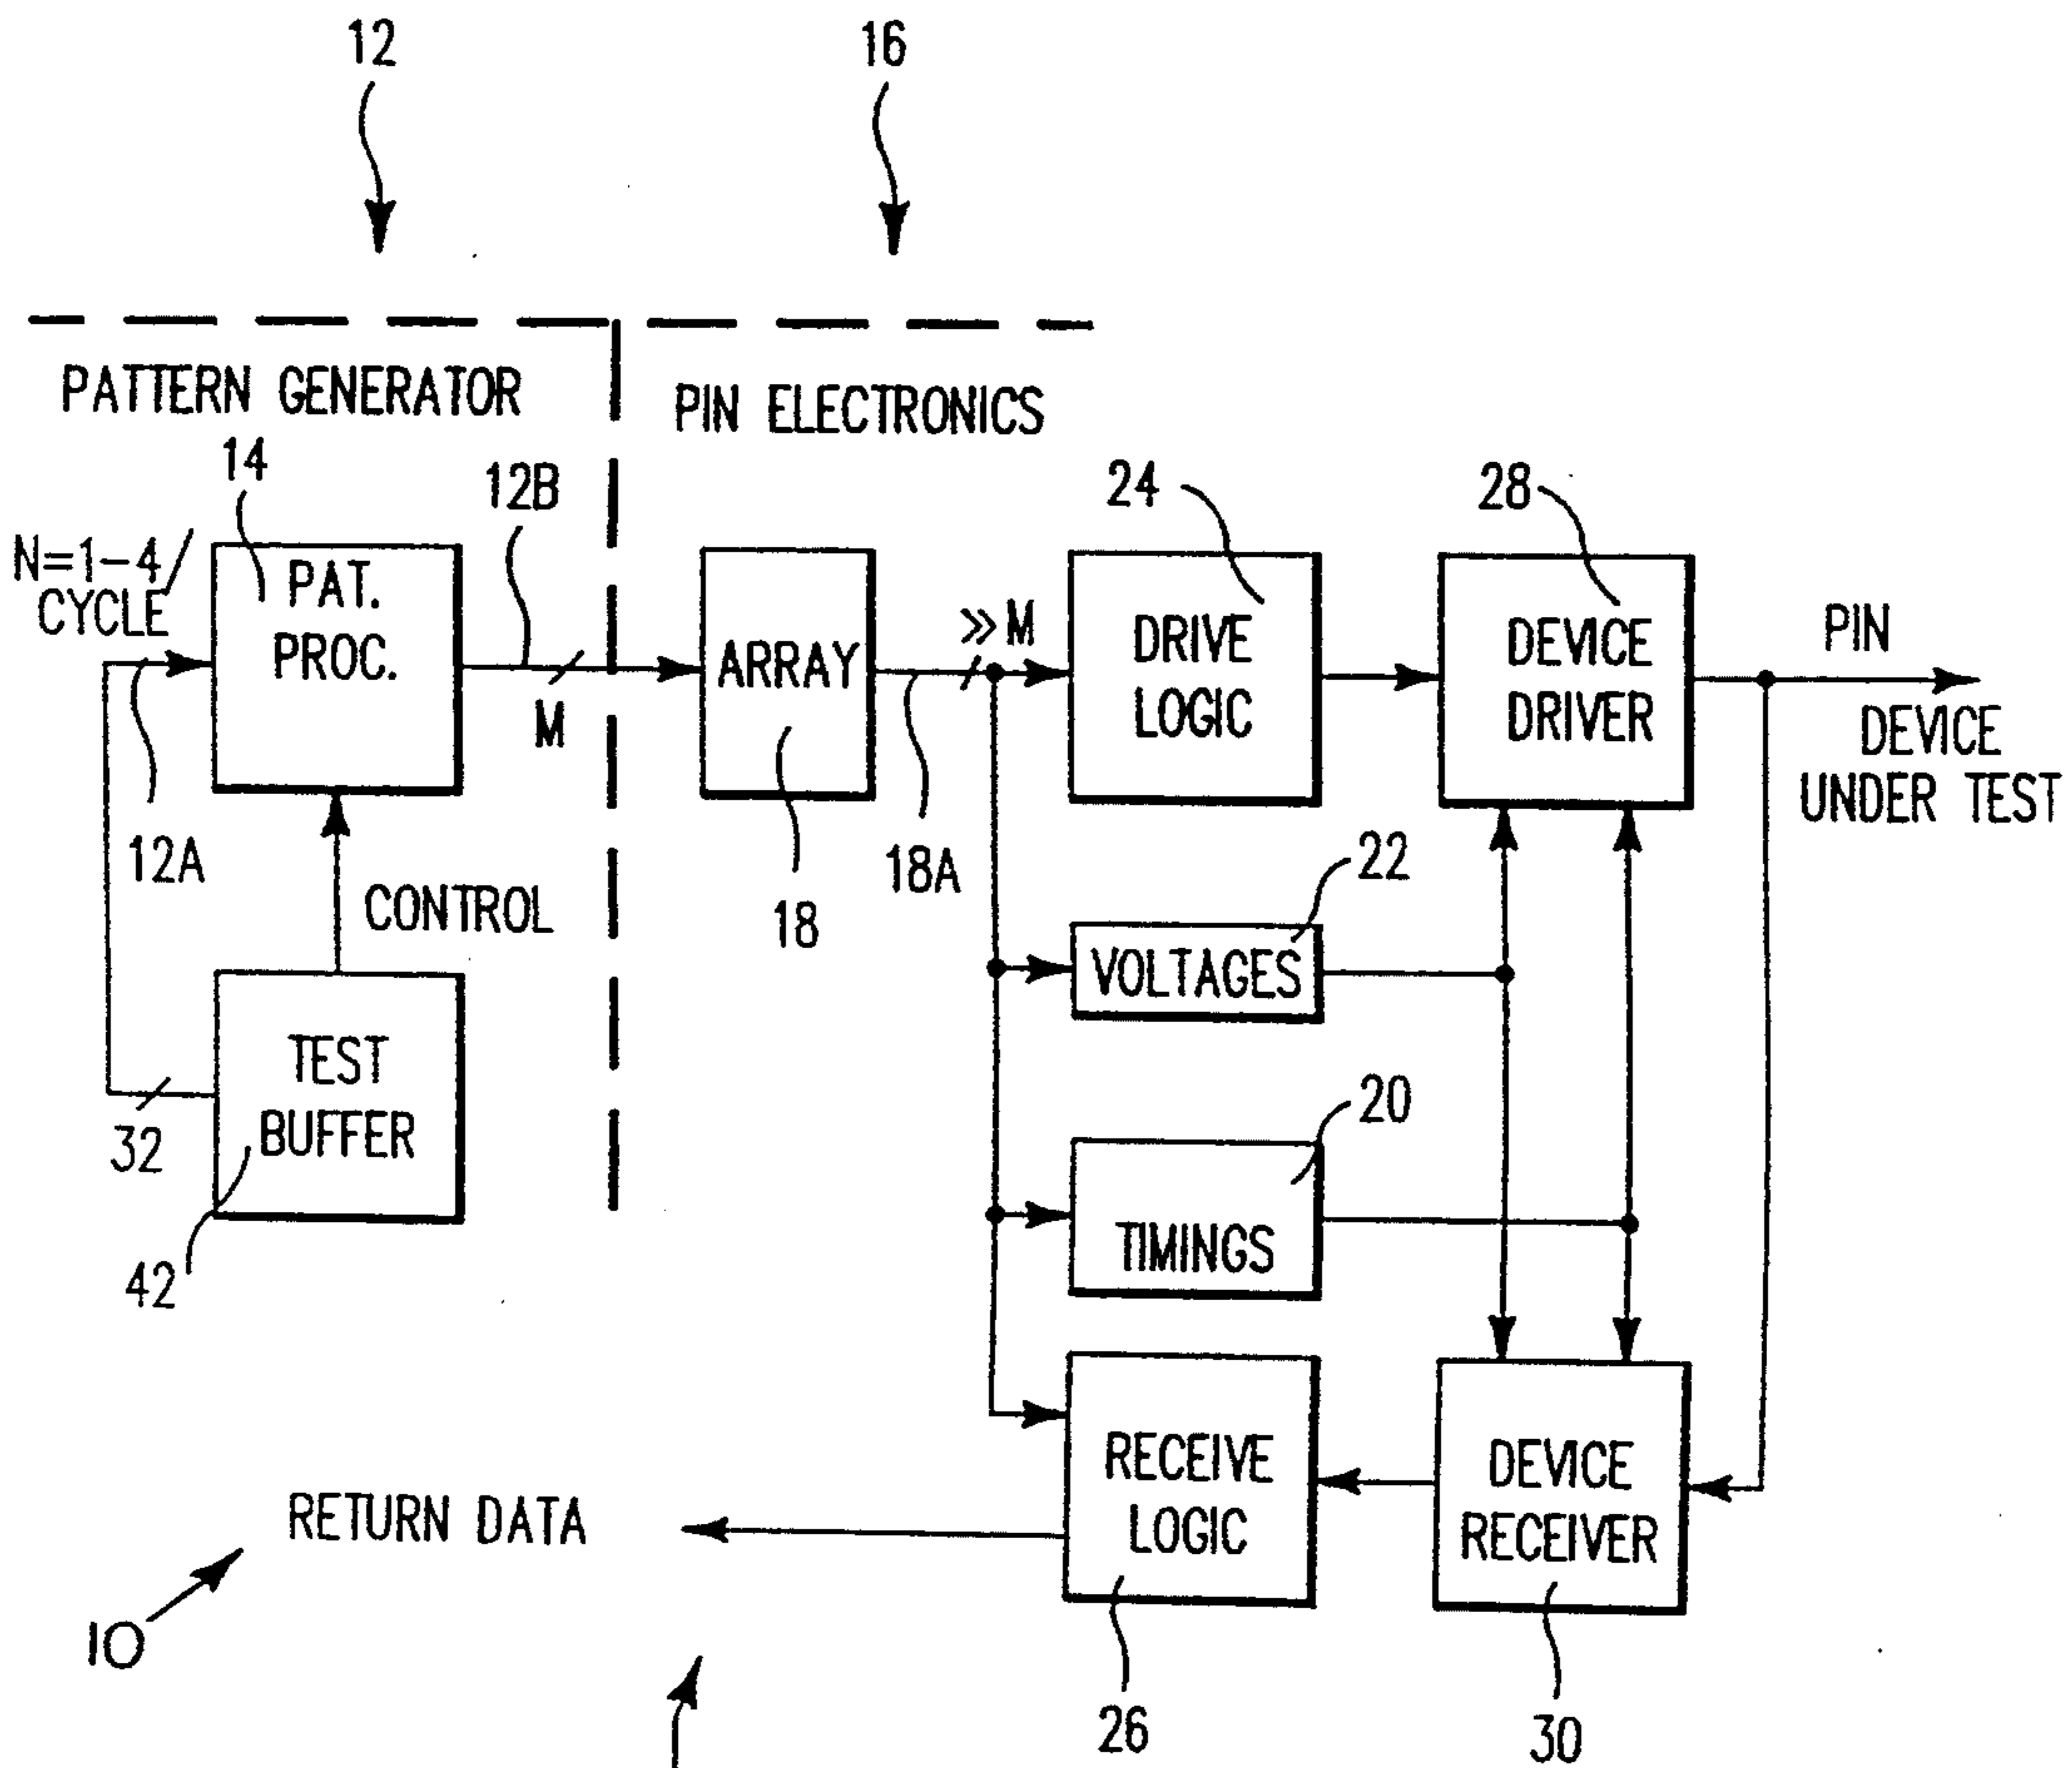 12
16
PATTERN GENERATOR
PIN ELECTRONICS
14
12B
24
28
N=1-4/
CYCLE
PAT.
PROC.
M
ARRAY
>> M
DRIVE
LOGIC
DEVICE
DRIVER
PIN
DEVICE
UNDER TEST
12A
CONTROL
18
18A
22
VOLTAGES
TEST
BUFFER
32
42
20
TIMINGS
RECEIVE
LOGIC
DEVICE
RECEIVER
RETURN DATA
10
26
30